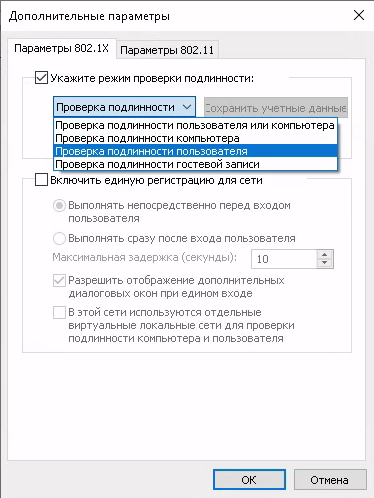 Дополнительные параметры
Параметры 802.1X
Параметры 802.11
Укажите режим проверки подлинности:
Проверка подлинности
Сохранить учетные данные
Проверка подлинности пользователя или компьютера
Проверка подлинности компьютера
Проверка подлинности пользователя
Проверка подлинности гостевой записи
Включить единую регистрацию для сети
Выполнять непосредственно перед входом
пользователя
Выполнять сразу после входа пользователя
Максимальная задержка (секунды):
10
Разрешить отображение дополнительных
диалоговых окон при едином входе
В этой сети используются отдельные
виртуальные локальные сети для проверки
подлинности компьютера и пользователя
ОК
Отмена